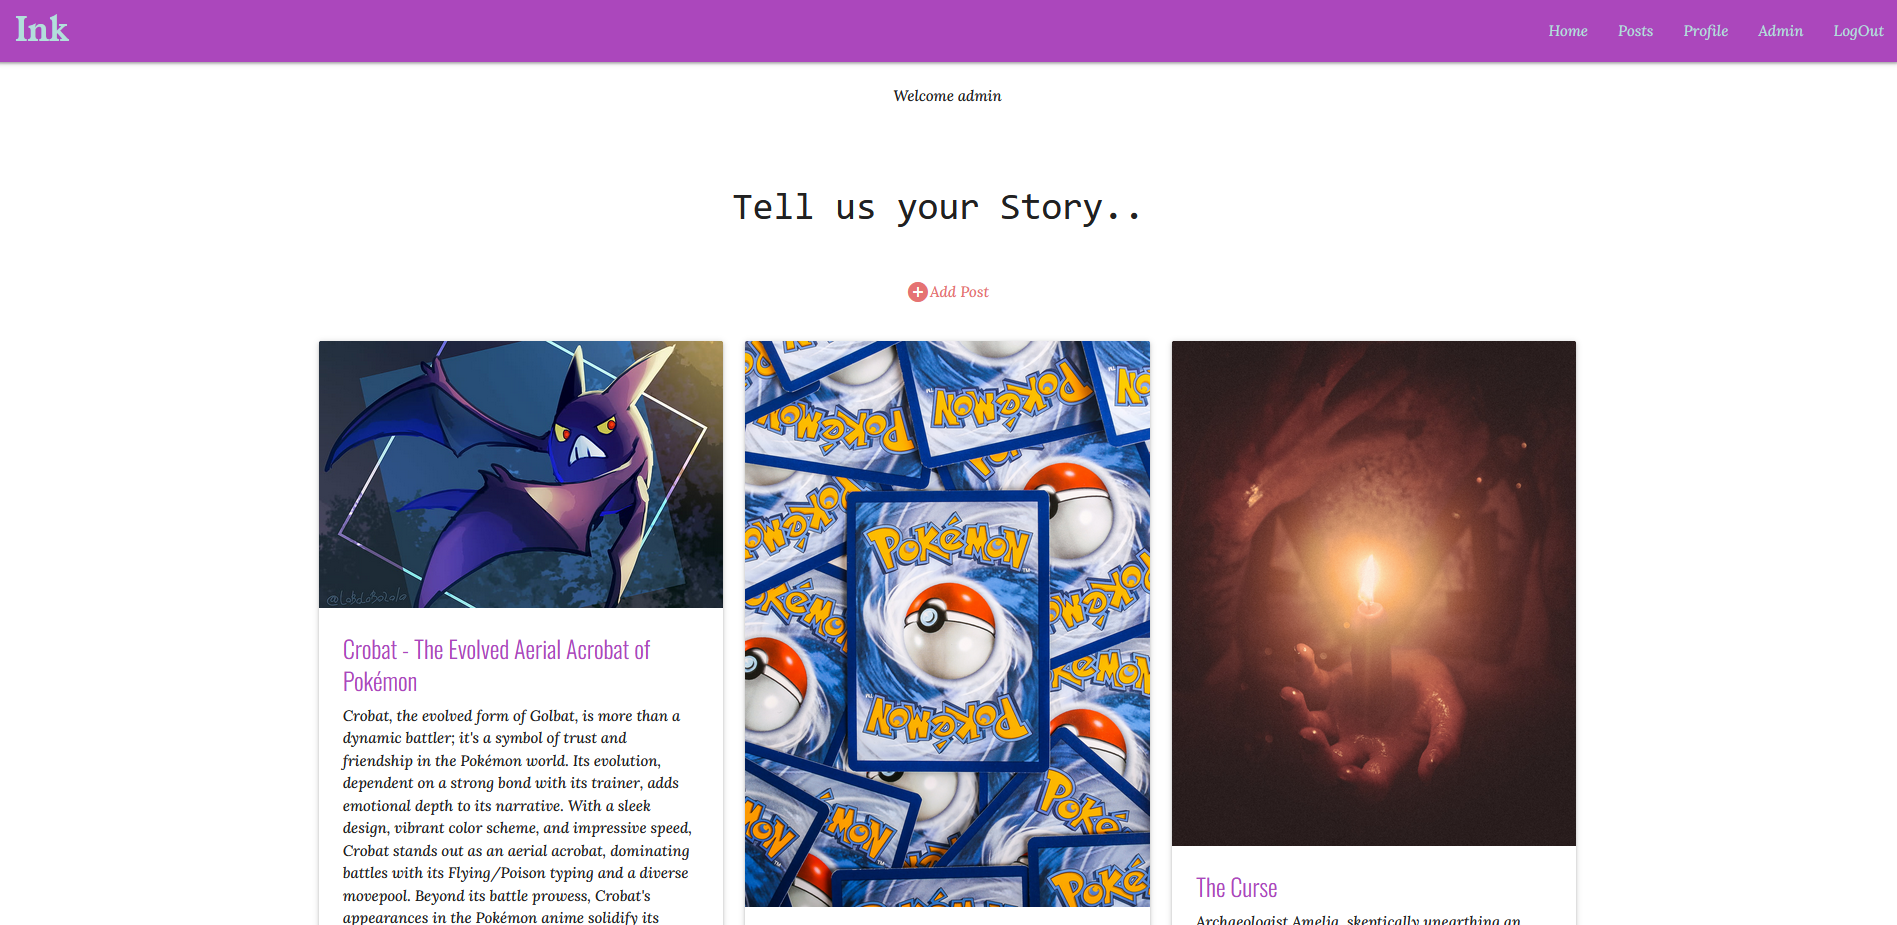 Ink
Home Posts Profile Admin LogOut
Welcome admin
Tell us your Story..
Add Post
@LoboLoBo2010
POKéMON
POKéMON
Crobat - The Evolved Aerial Acrobat of
Pokémon
Crobat, the evolved form of Golbat, is more than a
dynamic battler; it's a symbol of trust and
friendship in the Pokémon world. Its evolution,
dependent on a strong bond with its trainer, adds
emotional depth to its narrative. With a sleek
design, vibrant color scheme, and impressive speed,
Crobat stands out as an aerial acrobat, dominating
battles with its Flying/Poison typing and a diverse
movepool. Beyond its battle prowess, Crobat's
appearances in the Pokémon anime solidify its
The Curse
Archaeologist Amelia, skeptically unearthing an